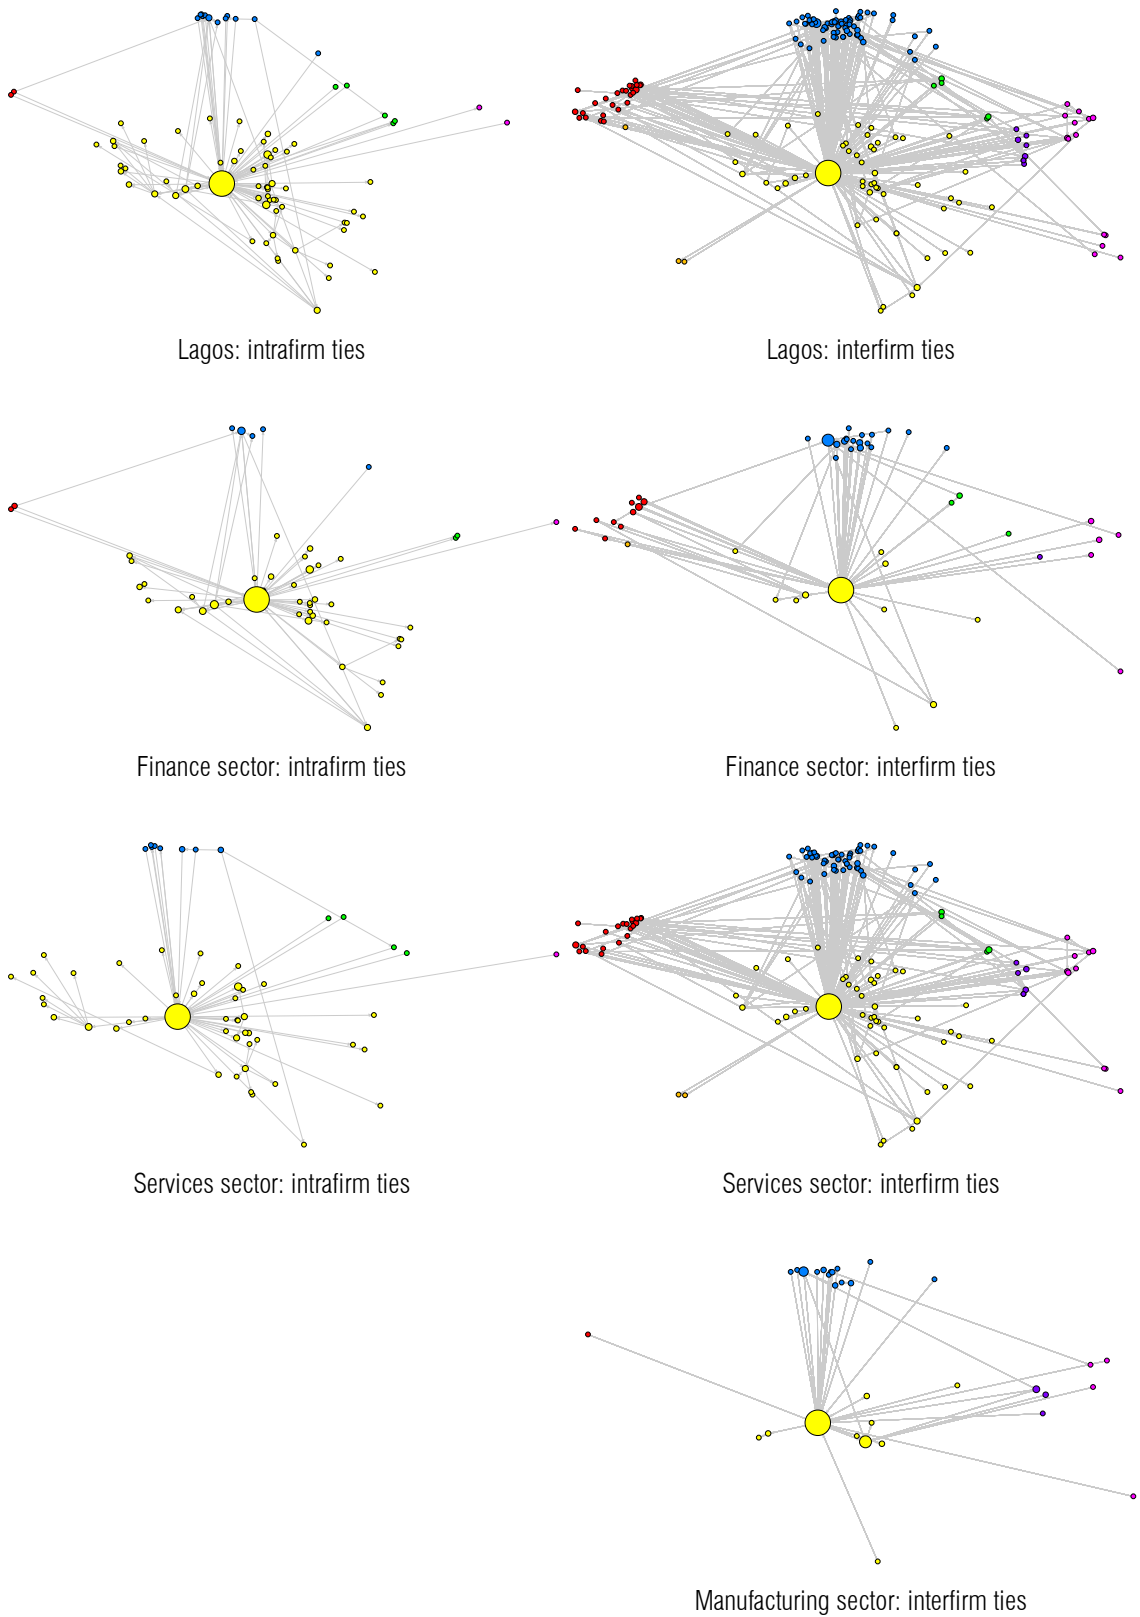 Lagos: intrafirm ties
Lagos: interfirm ties
Finance sector: intrafirm ties
Finance sector: interfirm ties
Services sector: intrafirm ties
Services sector: interfirm ties
Manufacturing sector: interfirm ties